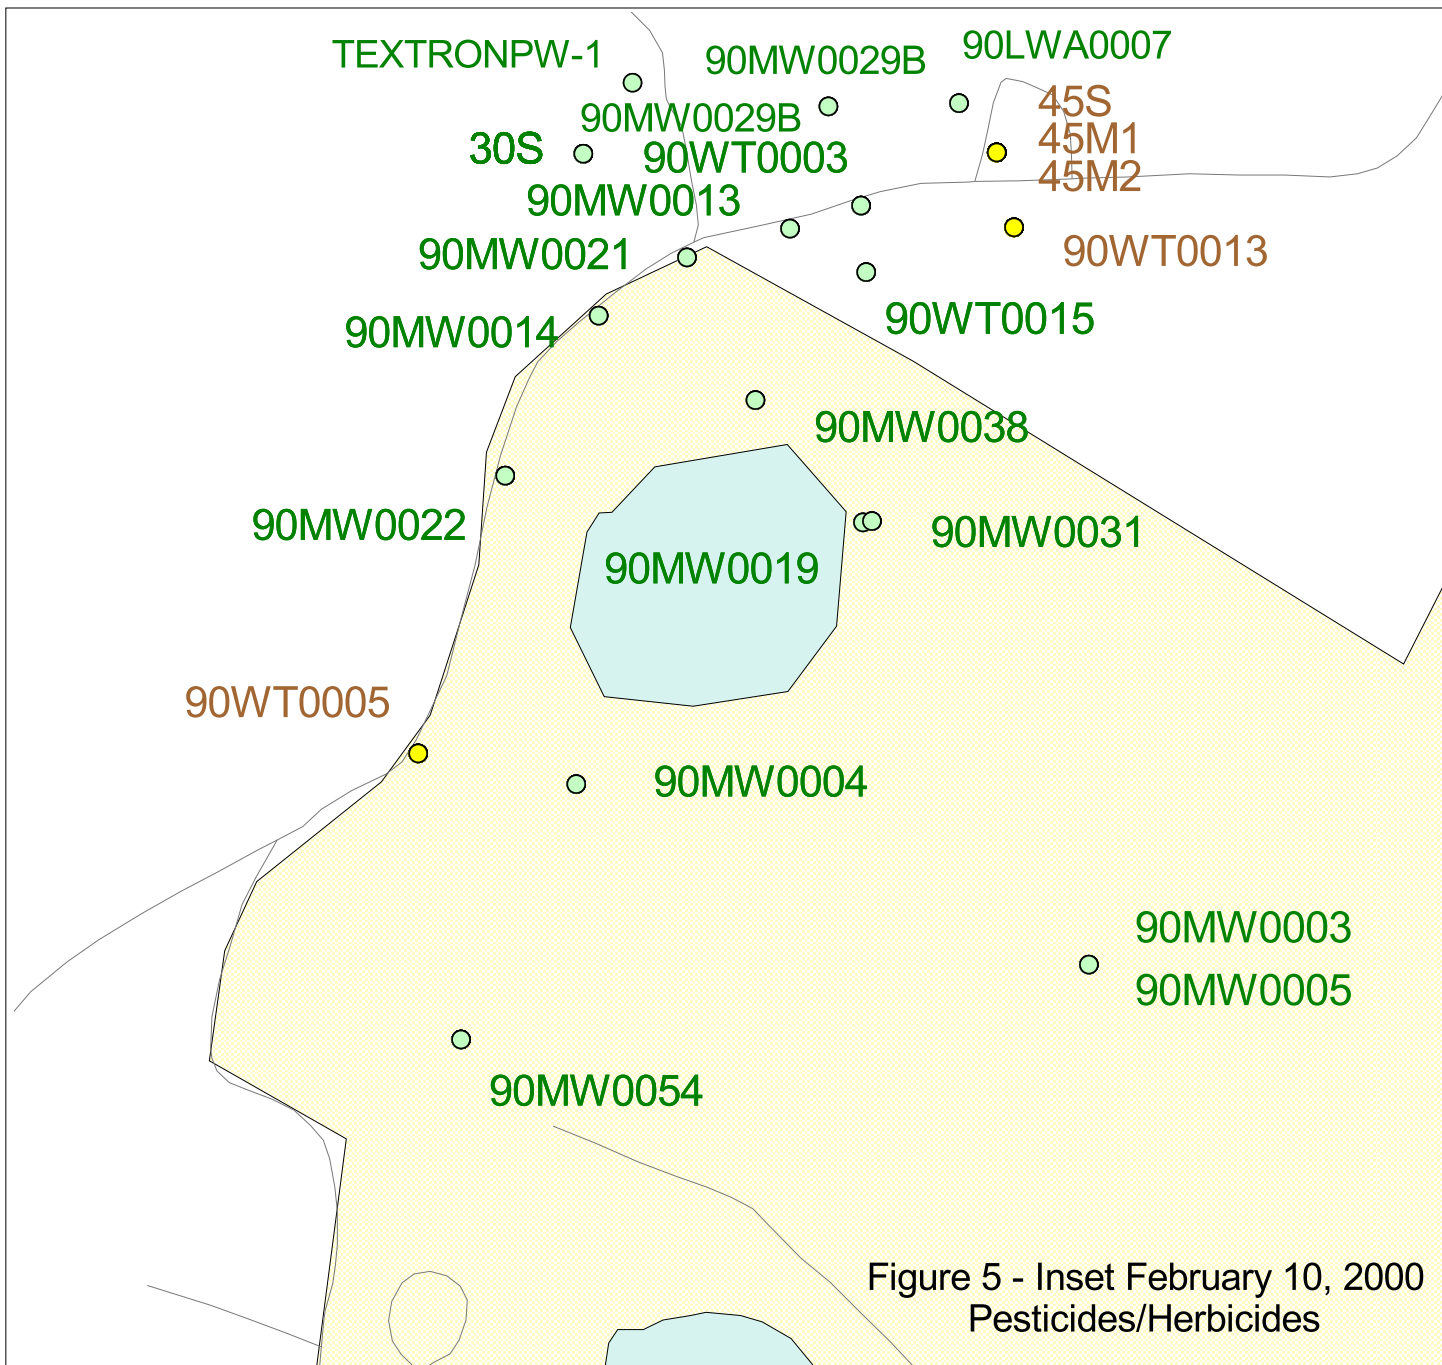 TEXTRONPW-1
90MW0029B
90LWA0007
45S
90MW0029B
45M1
30S
90WT0003
45M2
90MW0013
90MW0021
90WT0013
90WT0015
90MW0014
90MW0038
90MW0022
90MW0031
90MW0019
90WT0005
90MW0004
90MW0003
90MW0005
90MW0054
Figure 5 - Inset February 10, 2000
Pesticides/Herbicides